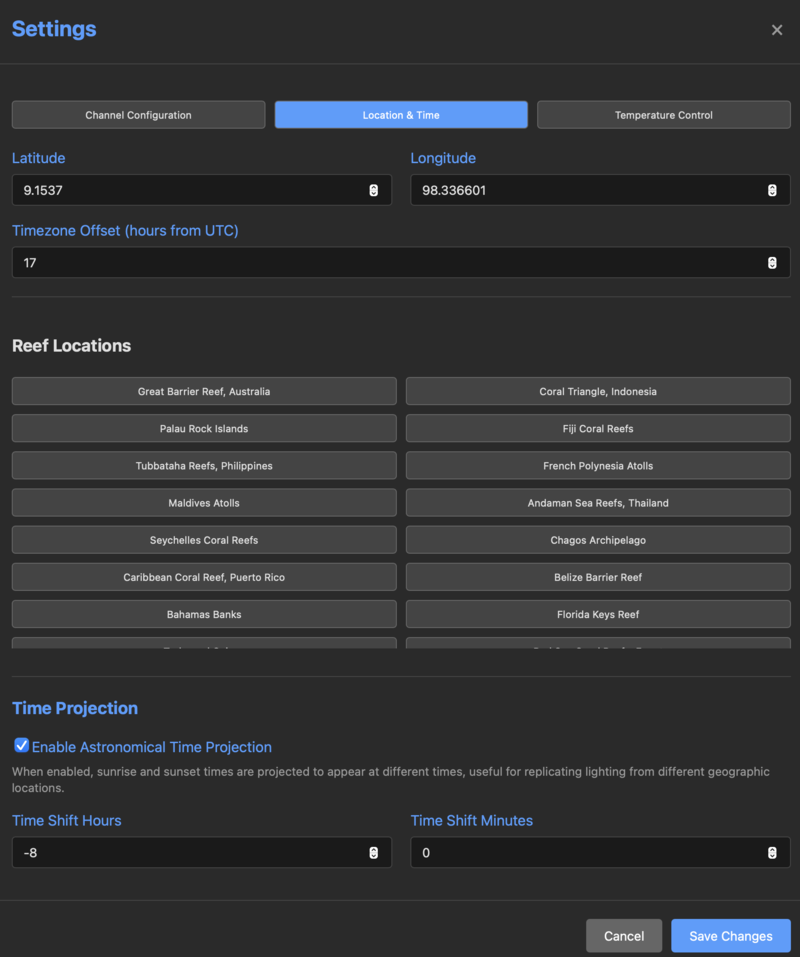 Settings
×
Channel Configuration
Location & Time
Temperature Control
Latitude
Longitude
9.1537
98.336601
Timezone Offset (hours from UTC)
17
Reef Locations
Great Barrier Reef, Australia
Coral Triangle, Indonesia
Palau Rock Islands
Fiji Coral Reefs
Tubbataha Reefs, Philippines
French Polynesia Atolls
Maldives Atolls
Andaman Sea Reefs, Thailand
Seychelles Coral Reefs
Chagos Archipelago
Caribbean Coral Reef, Puerto Rico
Belize Barrier Reef
Bahamas Banks
Florida Keys Reef
Time Projection
Enable Astronomical Time Projection
When enabled, sunrise and sunset times are projected to appear at different times, useful for replicating lighting from different geographic
locations.
Time Shift Hours
Time Shift Minutes
-8
0
Cancel
Save Changes